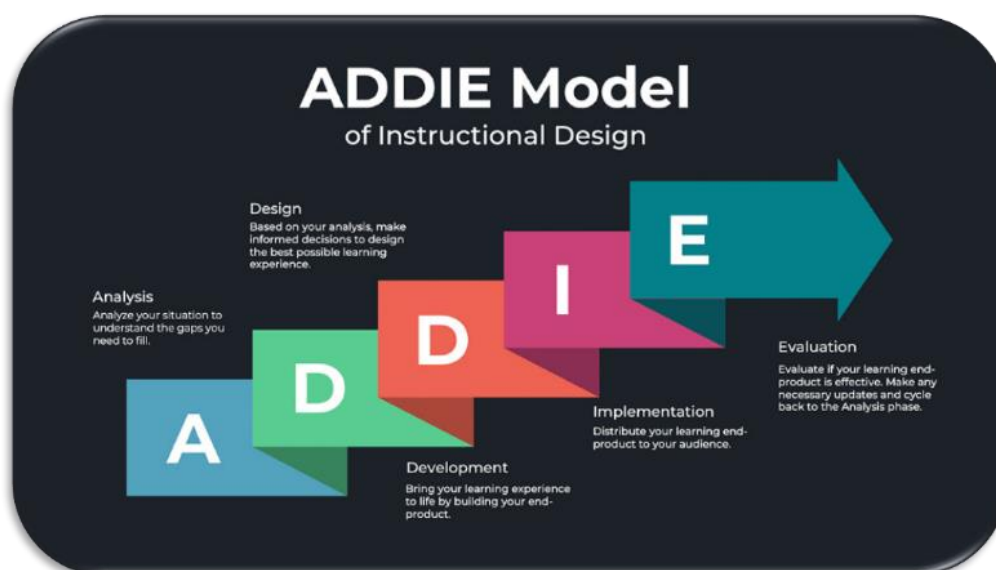 ADDIE Model
of Instructional Design
Design
Based on your analysis, make
informed decisions to design
the best possible learning
experience.
Analysis
Analyze your situation to
understand the gaps you
need to fill.
A
D
D
I
E
Evaluation
Evaluate if your learning end-
product is effective. Make any
necessary updates and cycle
back to the Analysis phase.
Implementation
Distribute your learning end-
product to your audience.
Development
Bring your learning experience
to life by building your end-
product.